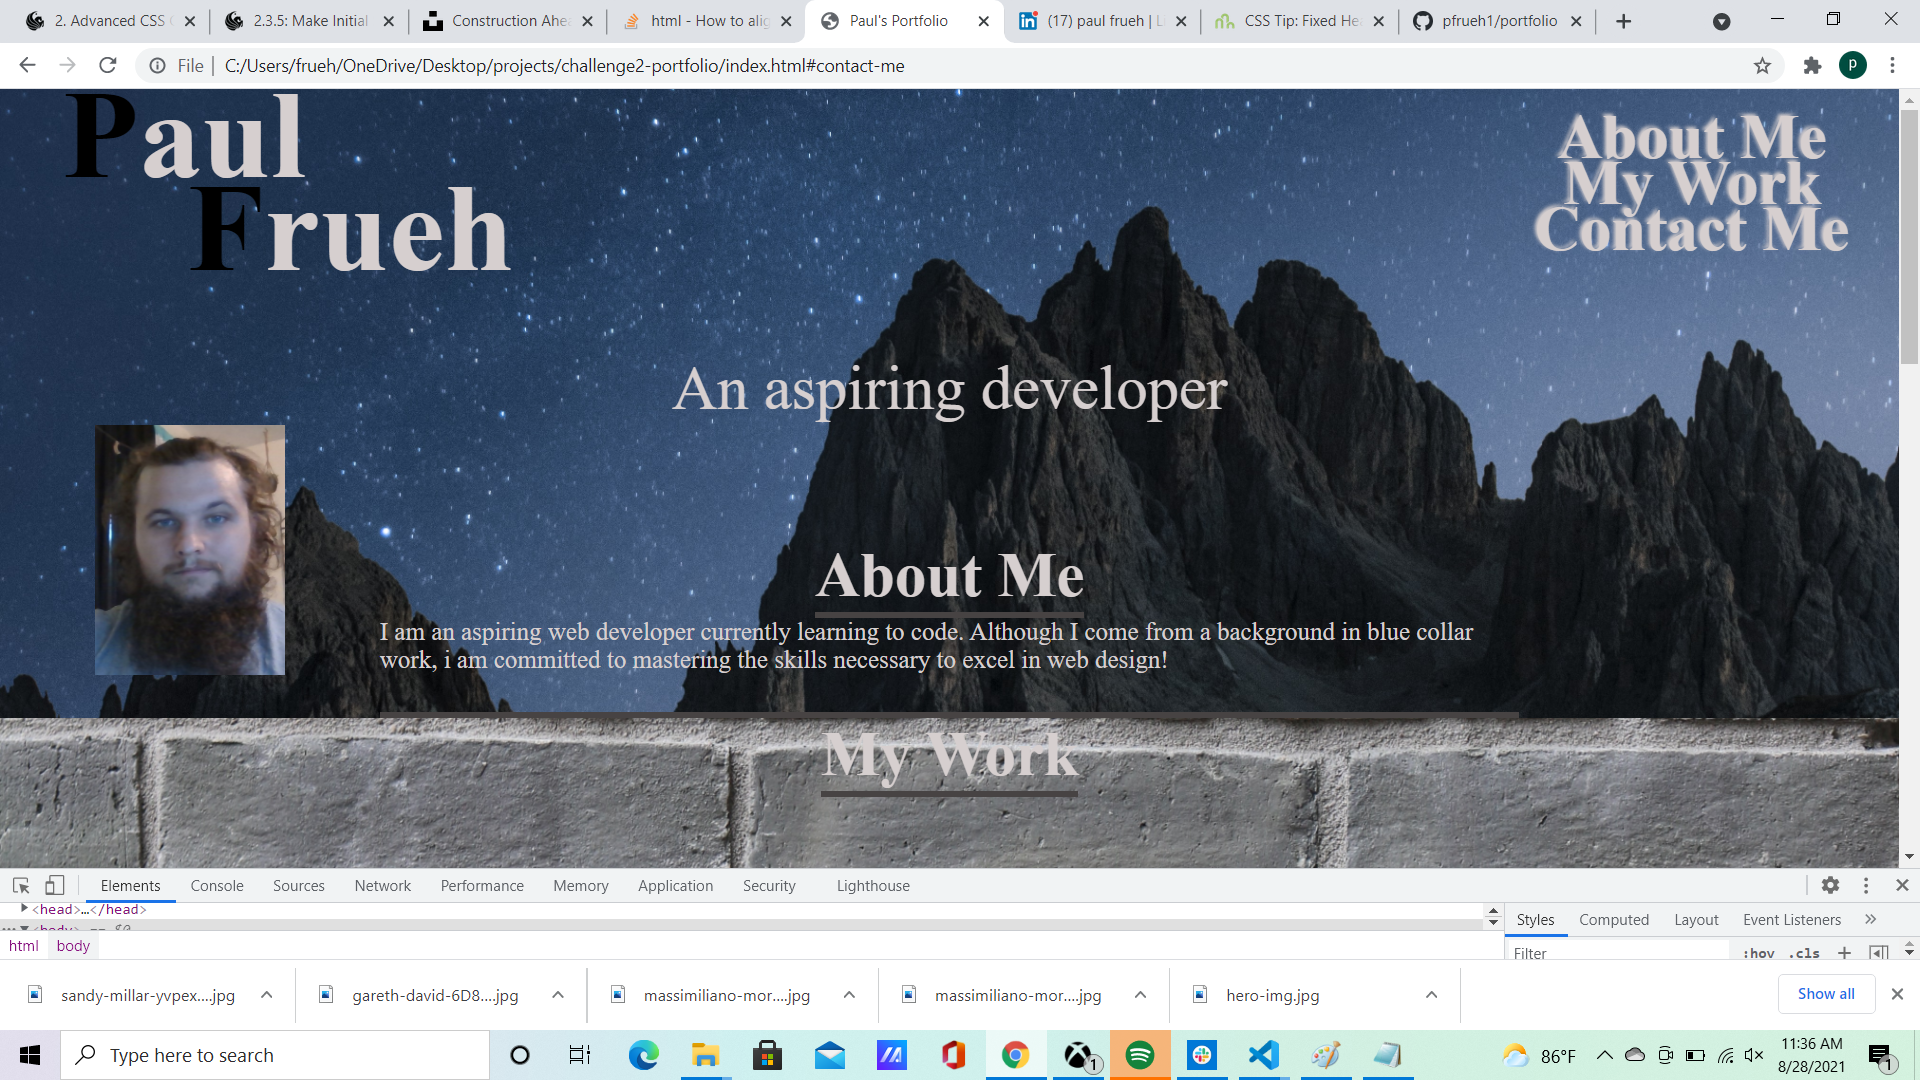 2. Advanced CSS
2.3.5: Make Initial
Construction Ahe
html - How to alig
Paul's Portfolio
(17) paul frueh | L
CSS Tip: Fixed He
pfrueh1/portfolio
File
C:/Users/frueh/OneDrive/Desktop/projects/challenge2-portfolio/index.html#contact-me
P
Paul
Frueh
About Me
My Work
Contact Me
An aspiring developer
About Me
I am an aspiring web developer currently learning to code. Although I come from a background in blue collar
work, i am committed to mastering the skills necessary to excel in web design!
My Work
Elements Console Sources Network Performance Memory Application Security Lighthouse
<head>…</head>
<body> == $0
html body
Styles Computed Layout Event Listeners
Filter
:hov .cls
sandy-millar-yvpex....jpg
gareth-david-6D8....jpg
massimiliano-mor....jpg
massimiliano-mor....jpg
hero-img.jpg
Show all
Type here to search
1
86°F
11:36 AM
8/28/2021
1